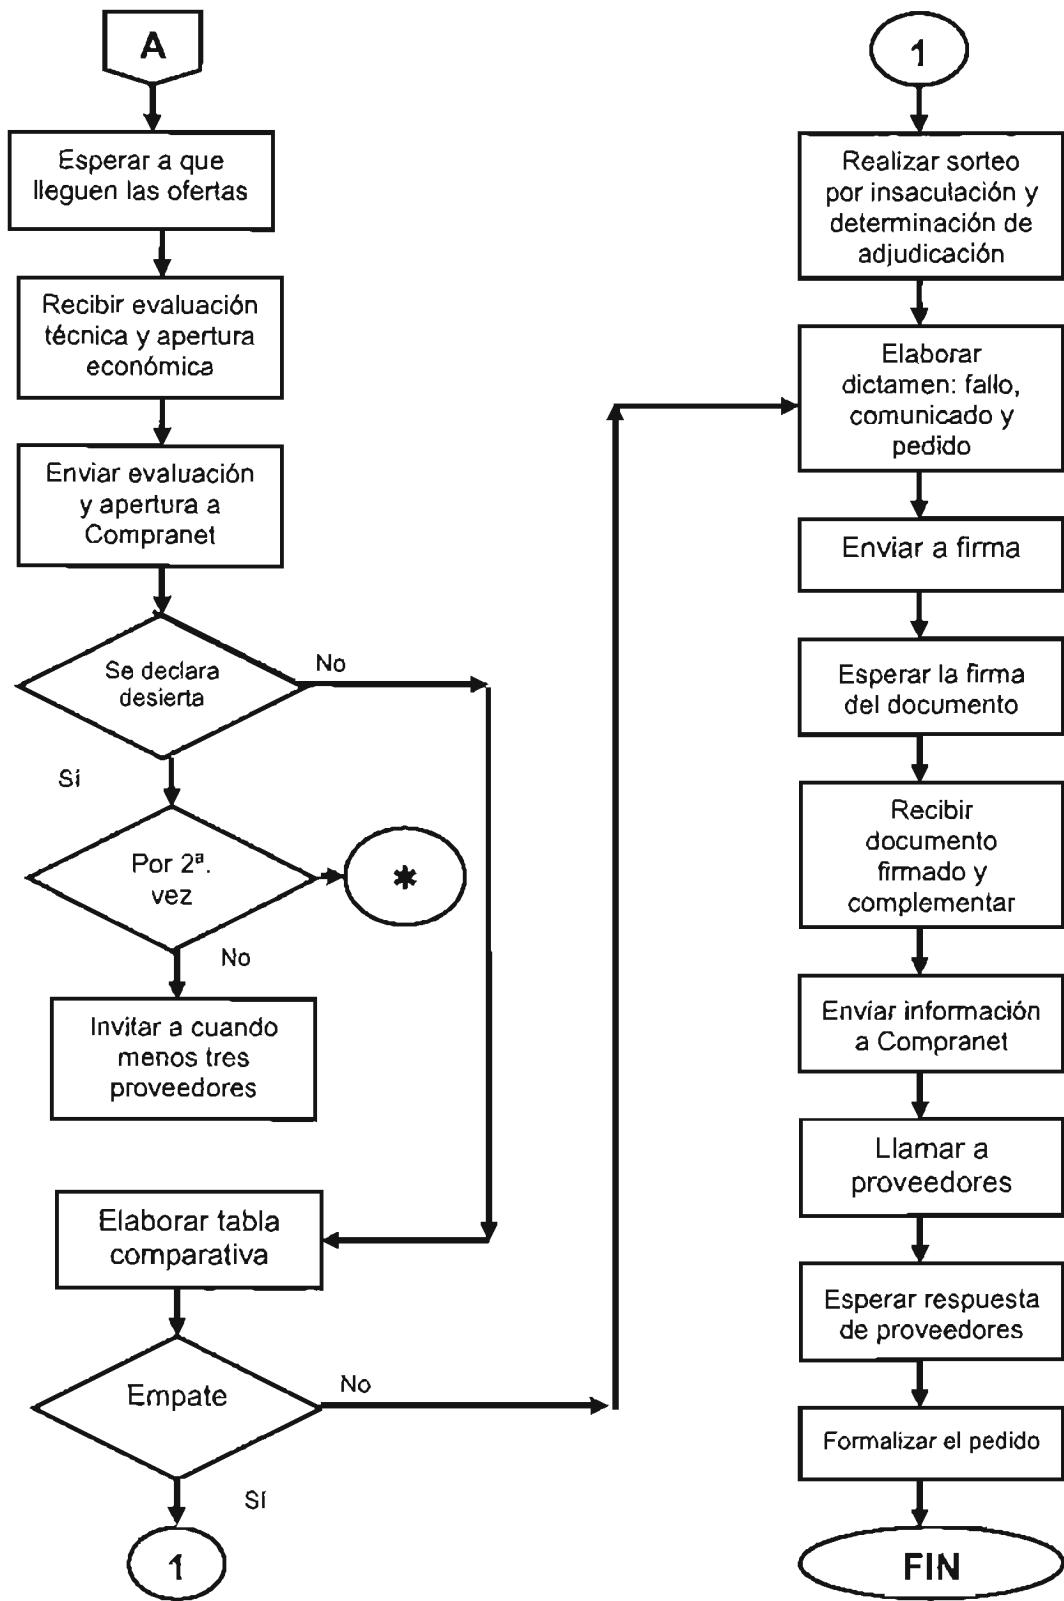 A
Esperar a que
lleguen las ofertas
Recibir evaluación
técnica y apertura
económica
Enviar evaluación
y apertura a
Compranet
Se declara
desierta
No
Sí
Por 2ª.
vez
*
No
Invitar a cuando
menos tres
proveedores
Elaborar tabla
comparativa
Empate
No
Sí
1
1
Realizar sorteo
por insaculación y
determinación de
adjudicación
Elaborar
dictamen: fallo,
comunicado y
pedido
Enviar a firma
Esperar la firma
del documento
Recibir
documento
firmado y
complementar
Envíar información
a Compranet
Llamar a
proveedores
Esperar respuesta
de proveedores
Formalizar el pedido
FIN